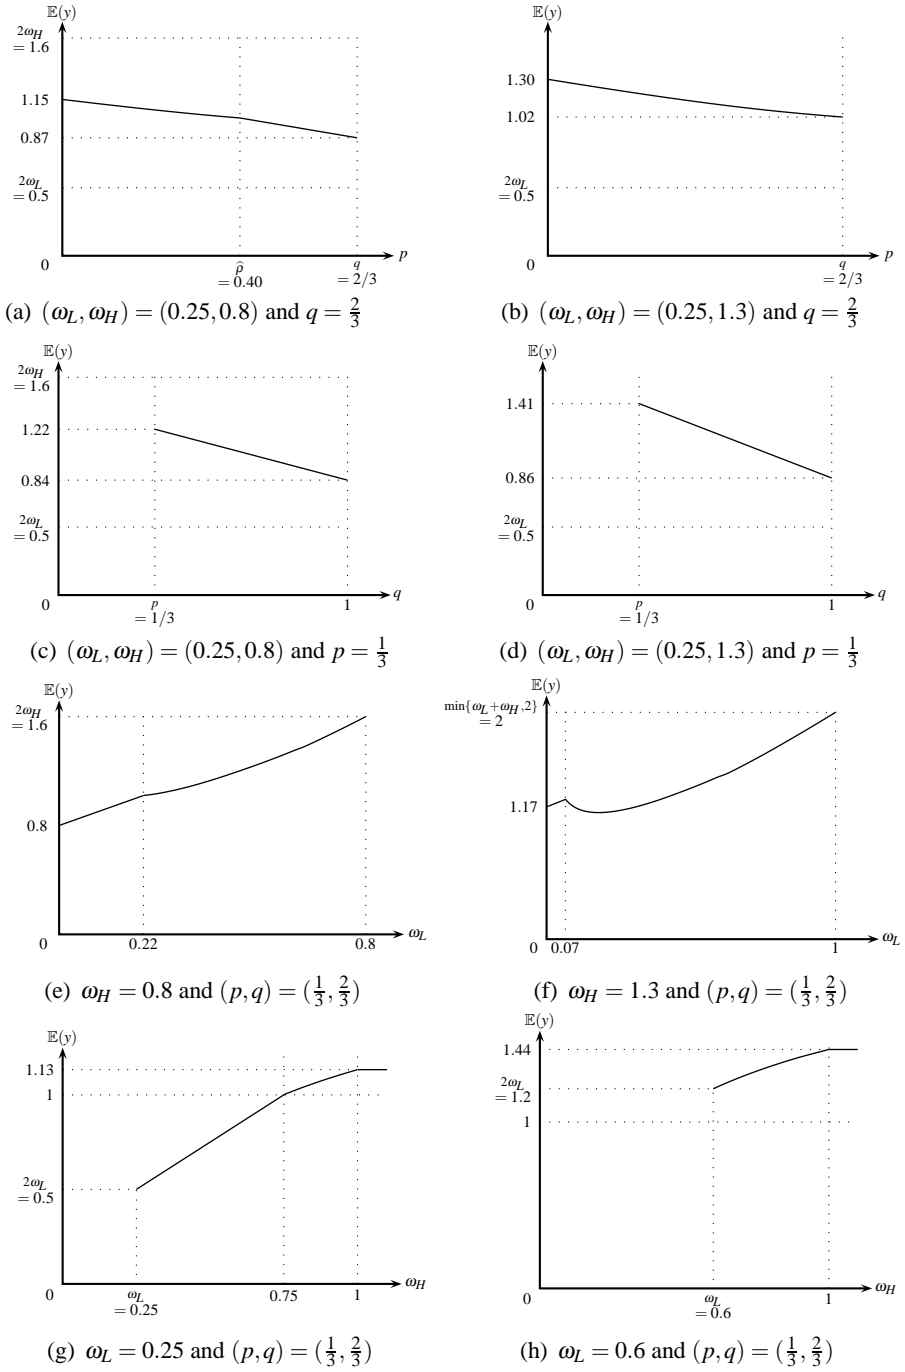 𝔼(y)
2ω_H
= 1.6
1.15
0.87
2ω_L
= 0.5
0
ρ̂
= 0.40
q
= 2/3
p
(a) (ω_L, ω_H) = (0.25, 0.8) and q = 2/3
𝔼(y)
1.30
1.02
2ω_L
= 0.5
0
q
= 2/3
p
(b) (ω_L, ω_H) = (0.25, 1.3) and q = 2/3
𝔼(y)
2ω_H
= 1.6
1.22
0.84
2ω_L
= 0.5
0
p
= 1/3
1
q
(c) (ω_L, ω_H) = (0.25, 0.8) and p = 1/3
𝔼(y)
1.41
0.86
2ω_L
= 0.5
0
p
= 1/3
1
q
(d) (ω_L, ω_H) = (0.25, 1.3) and p = 1/3
𝔼(y)
2ω_H
= 1.6
0.8
0
0.22
0.8
ω_L
(e) ω_H = 0.8 and (p, q) = (1/3, 2/3)
𝔼(y)
min{ω_L+ω_H, 2}
= 2
1.17
0
0.07
1
ω_L
(f) ω_H = 1.3 and (p, q) = (1/3, 2/3)
𝔼(y)
1.13
1
2ω_L
= 0.5
0
ω_L
= 0.25
0.75
1
ω_H
(g) ω_L = 0.25 and (p, q) = (1/3, 2/3)
𝔼(y)
1.44
2ω_L
= 1.2
1
0
ω_L
=0.6
1
ω_H
(h) ω_L = 0.6 and (p, q) = (1/3, 2/3)